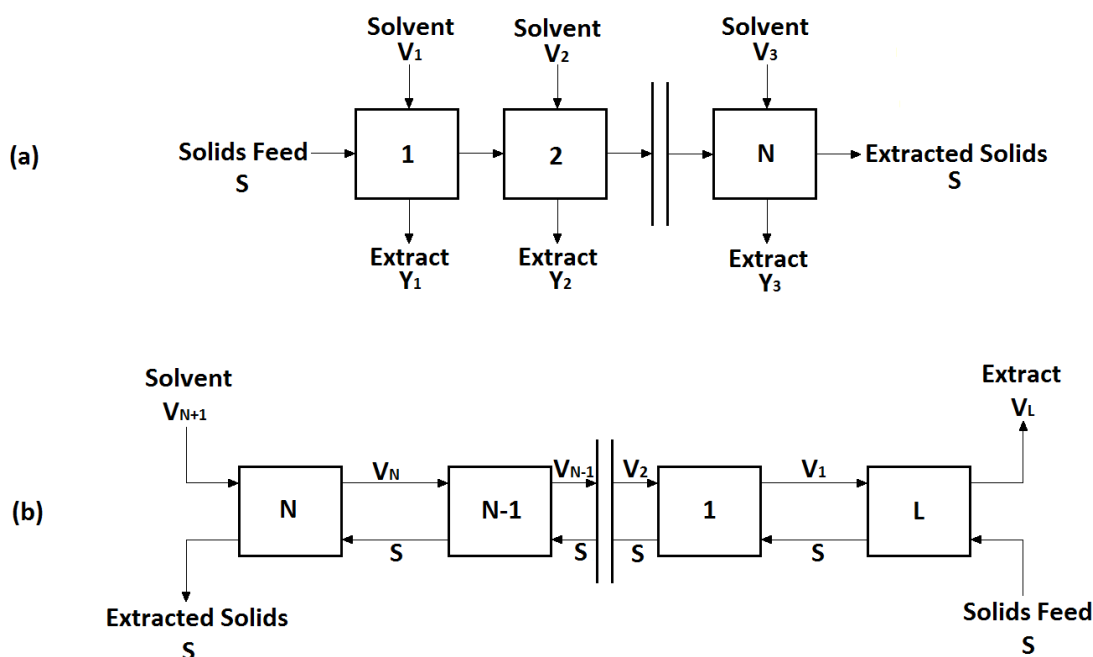 (a)
Solvent Solvent Solvent
V1 V2 V3
Solids Feed 1 2 N Extracted Solids
S S
Extract Extract Extract
Y1 Y2 Y3
(b)
Solvent Extract
VN+1 VL
VN VN-1 V2 V1
N N-1 1 L
S S S S
Extracted Solids Solids Feed
S S